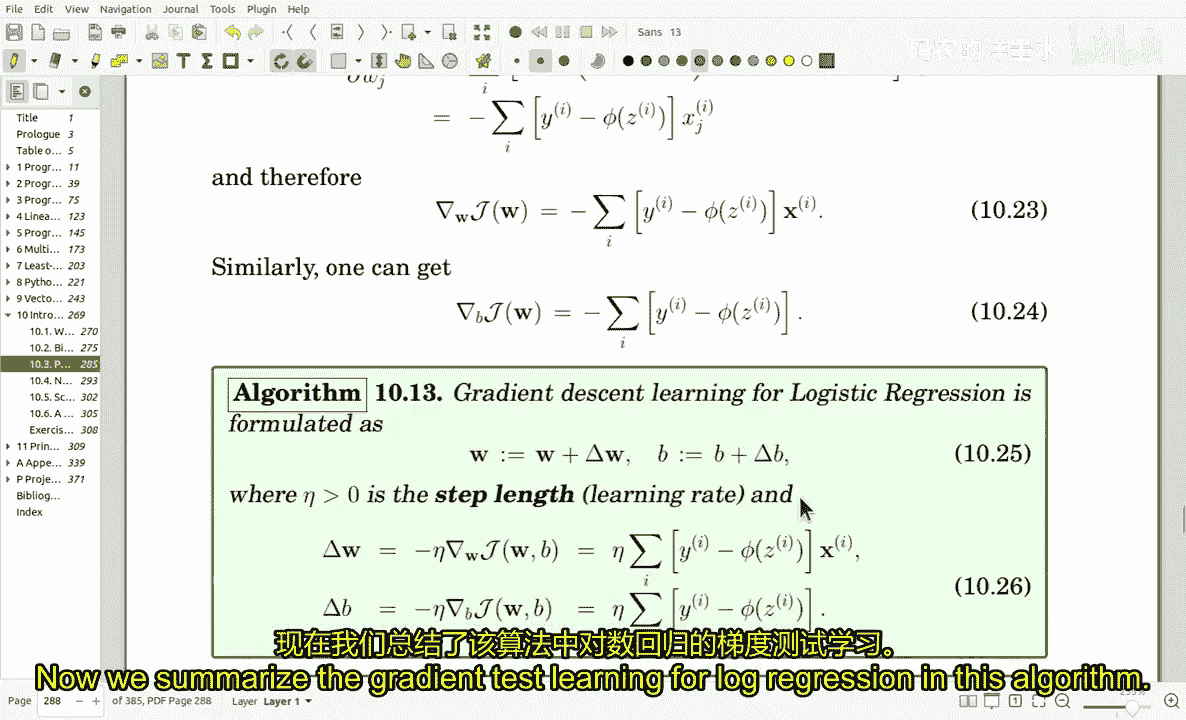 File Edit View Navigation Journal Tools Plugin Help
Sans 13
Title 1
Prologue 3
Table o... 5
1 Progr... 11
2 Progr... 39
3 Progr... 75
4 Linea... 123
5 Progr... 145
6 Multi... 173
7 Least-... 203
8 Pytho... 221
9 Vecto... 243
10 Intro... 269
10.1. W... 270
10.2. Bi... 275
10.3. P... 285
10.4. N... 293
10.5. Sc... 302
10.6. A ... 305
Exercis... 308
11 Prin... 309
A Appe... 339
P Proje... 371
Bibliog...
Index
= −∑_i [y^{(i)} − ϕ(z^{(i)})] x_j^{(i)}
and therefore
∇_w 𝒥(w) = −∑_i [y^{(i)} − ϕ(z^{(i)})] x^{(i)}. (10.23)
Similarly, one can get
∇_b 𝒥(w) = −∑_i [y^{(i)} − ϕ(z^{(i)})]. (10.24)
Algorithm 10.13. Gradient descent learning for Logistic Regression is
formulated as
w := w + Δw, b := b + Δb, (10.25)
where η > 0 is the step length (learning rate) and
Δw = −η∇_w 𝒥(w, b) = η∑_i [y^{(i)} − ϕ(z^{(i)})] x^{(i)},
(10.26)
Δb = −η∇_b 𝒥(w, b) = η∑ [y^{(i)} − ϕ(z^{(i)})].
现在我们总结了该算法中对数回归的梯度测试学习。
Now we summarize the gradient test learning for log regression in this algorithm.
Page 288 of 385, PDF Page 288 Layer Layer 1